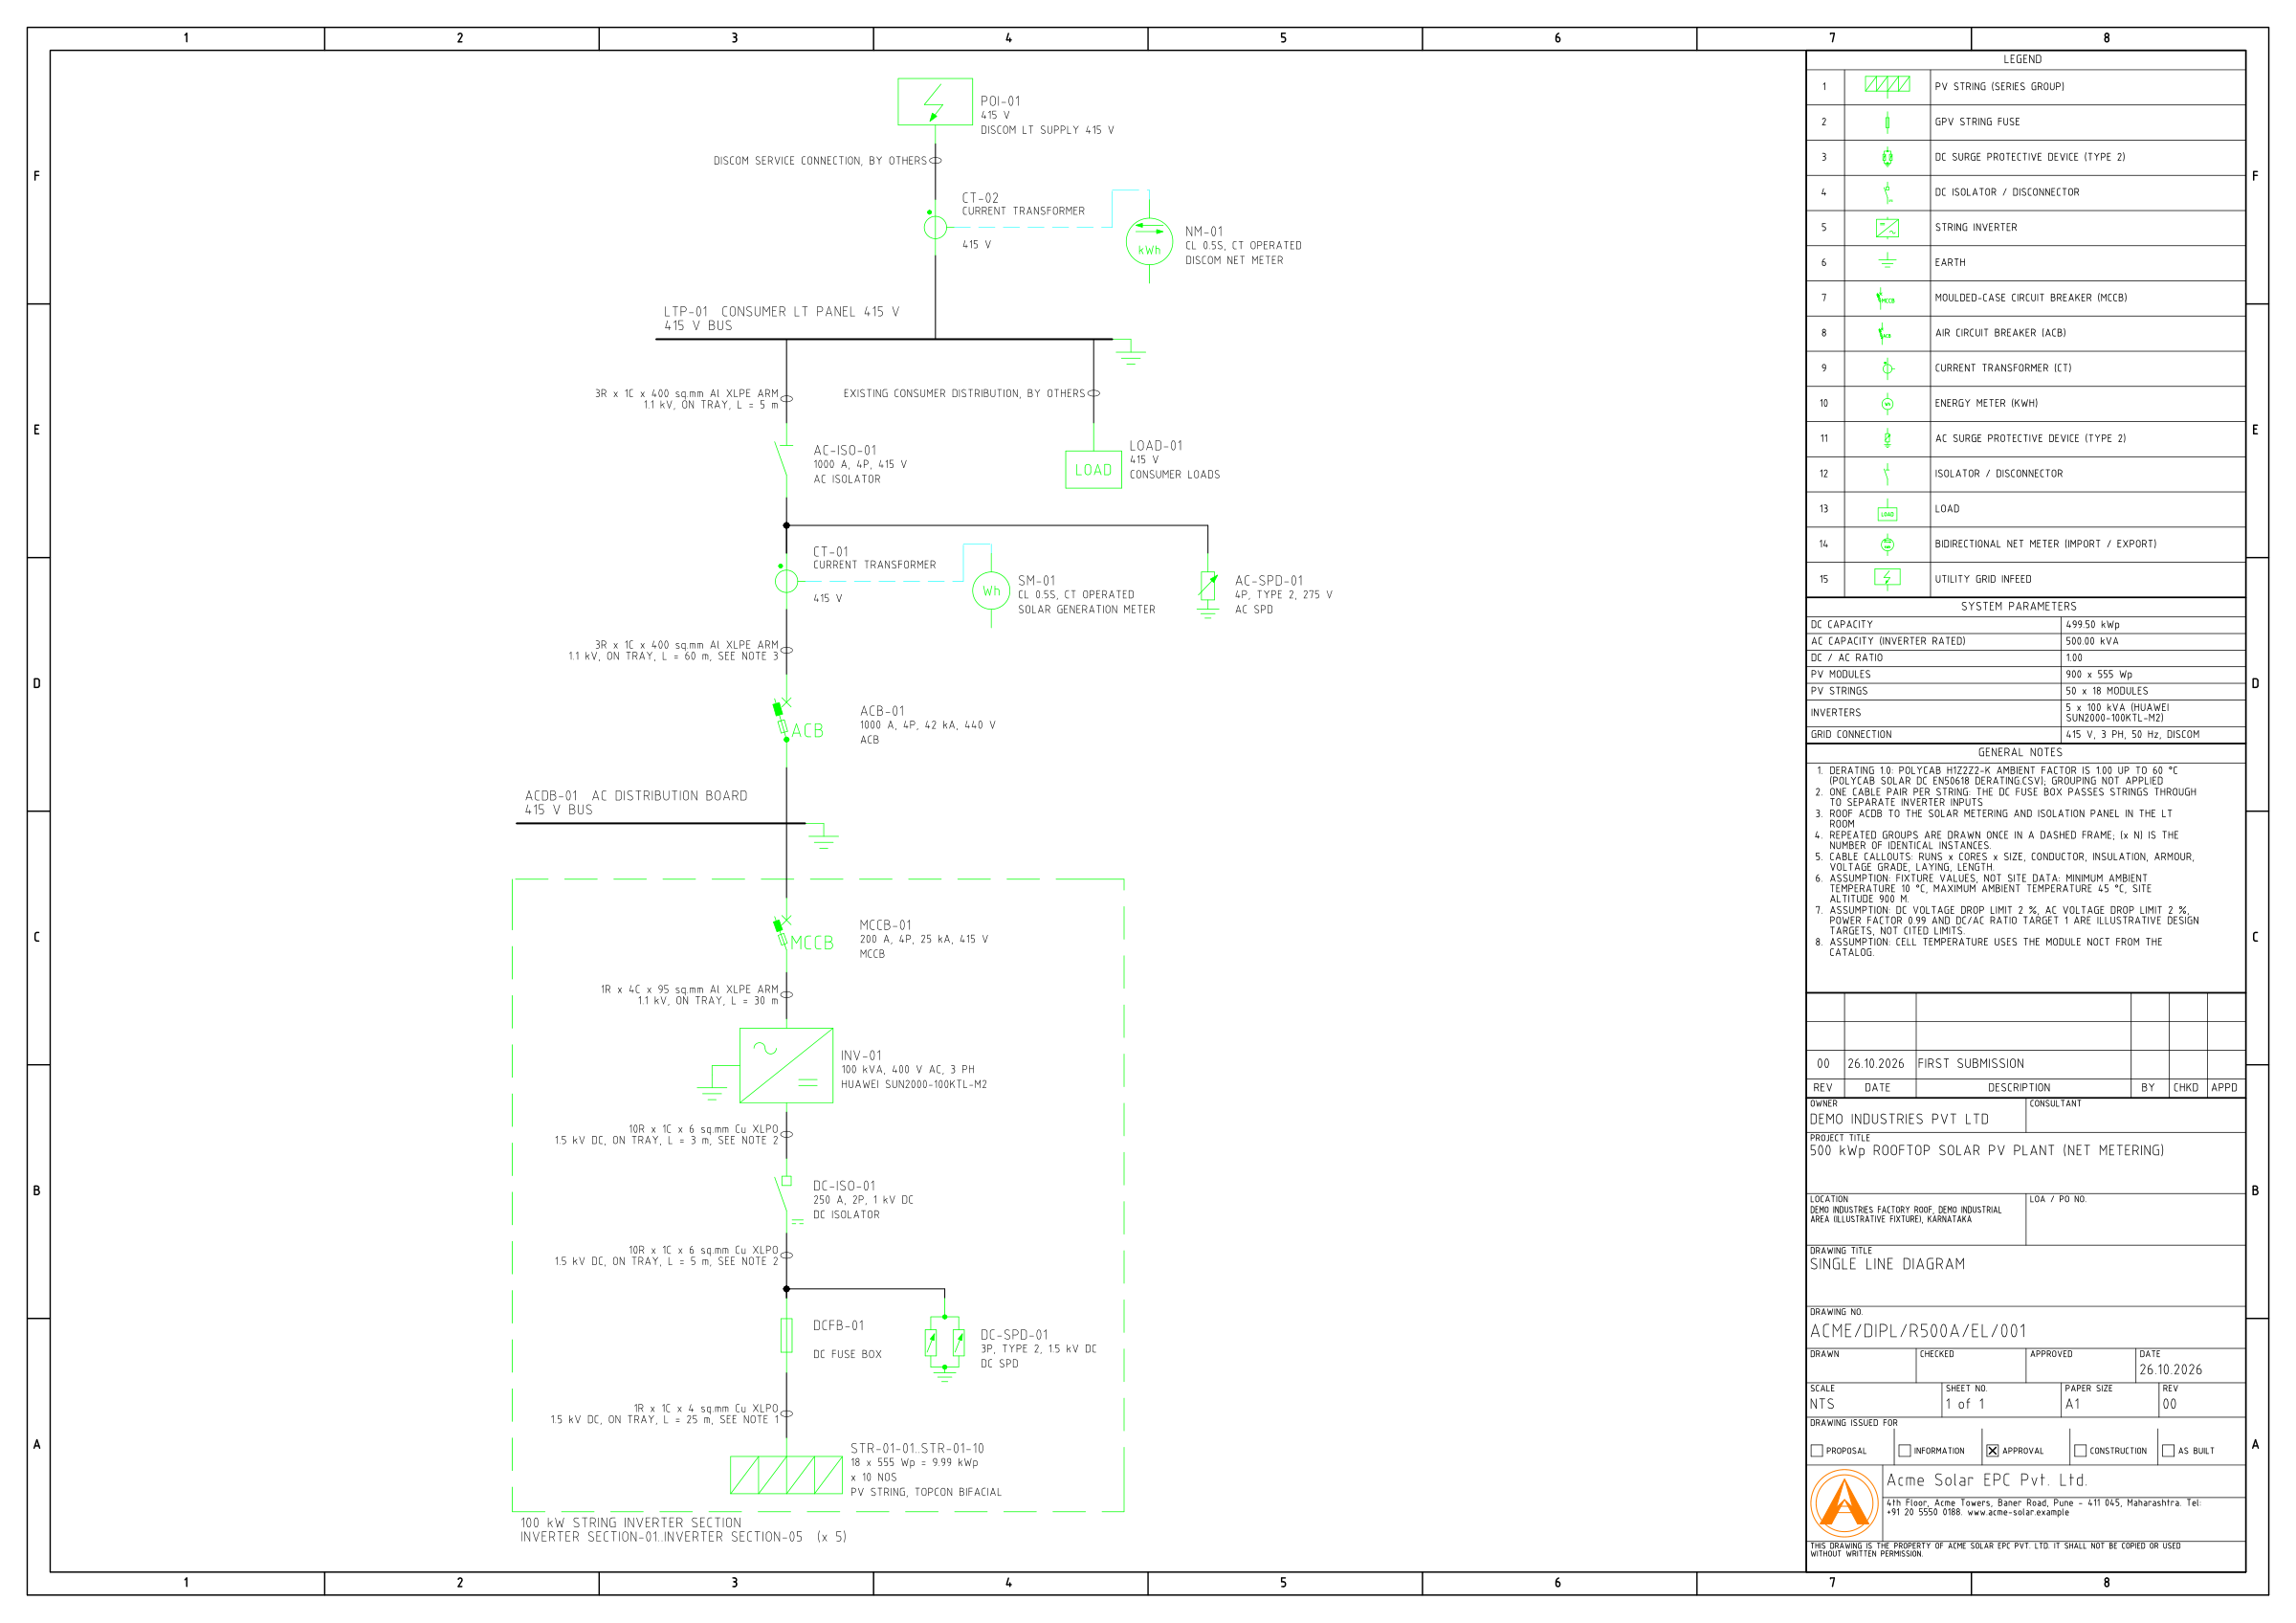 1 2 3 4 5 6 7 8
F
E
D
C
B
A
POI-01
415 V
DISCOM LT SUPPLY 415 V
DISCOM SERVICE CONNECTION, BY OTHERS
CT-02
CURRENT TRANSFORMER
415 V
kWh
NM-01
CL 0.5S, CT OPERATED
DISCOM NET METER
LTP-01 CONSUMER LT PANEL 415 V
415 V BUS
3R x 1C x 400 sq.mm Al XLPE ARM
1.1 kV, ON TRAY, L = 5 m
EXISTING CONSUMER DISTRIBUTION, BY OTHERS
AC-ISO-01
1000 A, 4P, 415 V
AC ISOLATOR
LOAD
LOAD-01
415 V
CONSUMER LOADS
CT-01
CURRENT TRANSFORMER
415 V
Wh
SM-01
CL 0.5S, CT OPERATED
SOLAR GENERATION METER
AC-SPD-01
4P, TYPE 2, 275 V
AC SPD
3R x 1C x 400 sq.mm Al XLPE ARM
1.1 kV, ON TRAY, L = 60 m, SEE NOTE 3
ACB
ACB-01
1000 A, 4P, 42 kA, 440 V
ACB
ACDB-01 AC DISTRIBUTION BOARD
415 V BUS
MCCB
MCCB-01
200 A, 4P, 25 kA, 415 V
MCCB
1R x 4C x 95 sq.mm Al XLPE ARM
1.1 kV, ON TRAY, L = 30 m
INV-01
100 kVA, 400 V AC, 3 PH
HUAWEI SUN2000-100KTL-M2
10R x 1C x 6 sq.mm Cu XLPO
1.5 kV DC, ON TRAY, L = 3 m, SEE NOTE 2
DC-ISO-01
250 A, 2P, 1 kV DC
DC ISOLATOR
10R x 1C x 6 sq.mm Cu XLPO
1.5 kV DC, ON TRAY, L = 5 m, SEE NOTE 2
DCFB-01
DC FUSE BOX
DC-SPD-01
3P, TYPE 2, 1.5 kV DC
DC SPD
1R x 1C x 4 sq.mm Cu XLPO
1.5 kV DC, ON TRAY, L = 25 m, SEE NOTE 1
STR-01-01..STR-01-10
18 x 555 Wp = 9.99 kWp
x 10 NOS
PV STRING, TOPCON BIFACIAL
100 kW STRING INVERTER SECTION
INVERTER SECTION-01..INVERTER SECTION-05 (x 5)
LEGEND
1 PV STRING (SERIES GROUP)
2 GPV STRING FUSE
3 DC SURGE PROTECTIVE DEVICE (TYPE 2)
4 DC ISOLATOR / DISCONNECTOR
5 STRING INVERTER
6 EARTH
7 MCCB MOULDED-CASE CIRCUIT BREAKER (MCCB)
8 ACB AIR CIRCUIT BREAKER (ACB)
9 CURRENT TRANSFORMER (CT)
10 ENERGY METER (KWH)
11 AC SURGE PROTECTIVE DEVICE (TYPE 2)
12 ISOLATOR / DISCONNECTOR
13 LOAD LOAD
14 BIDIRECTIONAL NET METER (IMPORT / EXPORT)
15 UTILITY GRID INFEED
SYSTEM PARAMETERS
DC CAPACITY 499.50 kWp
AC CAPACITY (INVERTER RATED) 500.00 kVA
DC / AC RATIO 1.00
PV MODULES 900 x 555 Wp
PV STRINGS 50 x 18 MODULES
INVERTERS 5 x 100 kVA (HUAWEI
SUN2000-100KTL-M2)
GRID CONNECTION 415 V, 3 PH, 50 Hz, DISCOM
GENERAL NOTES
1. DERATING 1.0: POLYCAB H1Z2Z2-K AMBIENT FACTOR IS 1.00 UP TO 60 °C
(POLYCAB SOLAR DC EN50618 DERATING.CSV); GROUPING NOT APPLIED
2. ONE CABLE PAIR PER STRING: THE DC FUSE BOX PASSES STRINGS THROUGH
TO SEPARATE INVERTER INPUTS
3. ROOF ACDB TO THE SOLAR METERING AND ISOLATION PANEL IN THE LT
ROOM
4. REPEATED GROUPS ARE DRAWN ONCE IN A DASHED FRAME; (x N) IS THE
NUMBER OF IDENTICAL INSTANCES.
5. CABLE CALLOUTS: RUNS x CORES x SIZE, CONDUCTOR, INSULATION, ARMOUR,
VOLTAGE GRADE, LAYING, LENGTH.
6. ASSUMPTION: FIXTURE VALUES, NOT SITE DATA: MINIMUM AMBIENT
TEMPERATURE 10 °C, MAXIMUM AMBIENT TEMPERATURE 45 °C, SITE
ALTITUDE 900 M.
7. ASSUMPTION: DC VOLTAGE DROP LIMIT 2 %, AC VOLTAGE DROP LIMIT 2 %,
POWER FACTOR 0.99 AND DC/AC RATIO TARGET 1 ARE ILLUSTRATIVE DESIGN
TARGETS, NOT CITED LIMITS.
8. ASSUMPTION: CELL TEMPERATURE USES THE MODULE NOCT FROM THE
CATALOG.
00 26.10.2026 FIRST SUBMISSION
REV DATE DESCRIPTION BY CHKD APPD
OWNER CONSULTANT
DEMO INDUSTRIES PVT LTD
PROJECT TITLE
500 kWp ROOFTOP SOLAR PV PLANT (NET METERING)
LOCATION LOA / PO NO.
DEMO INDUSTRIES FACTORY ROOF, DEMO INDUSTRIAL
AREA (ILLUSTRATIVE FIXTURE), KARNATAKA
DRAWING TITLE
SINGLE LINE DIAGRAM
DRAWING NO.
ACME/DIPL/R500A/EL/001
DRAWN CHECKED APPROVED DATE
26.10.2026
SCALE SHEET NO. PAPER SIZE REV
NTS 1 of 1 A1 00
DRAWING ISSUED FOR
PROPOSAL INFORMATION APPROVAL CONSTRUCTION AS BUILT
Acme Solar EPC Pvt. Ltd.
4th Floor, Acme Towers, Baner Road, Pune - 411 045, Maharashtra. Tel:
+91 20 5550 0188. www.acme-solar.example
THIS DRAWING IS THE PROPERTY OF ACME SOLAR EPC PVT. LTD. IT SHALL NOT BE COPIED OR USED
WITHOUT WRITTEN PERMISSION.
F
E
D
C
B
A
1 2 3 4 5 6 7 8